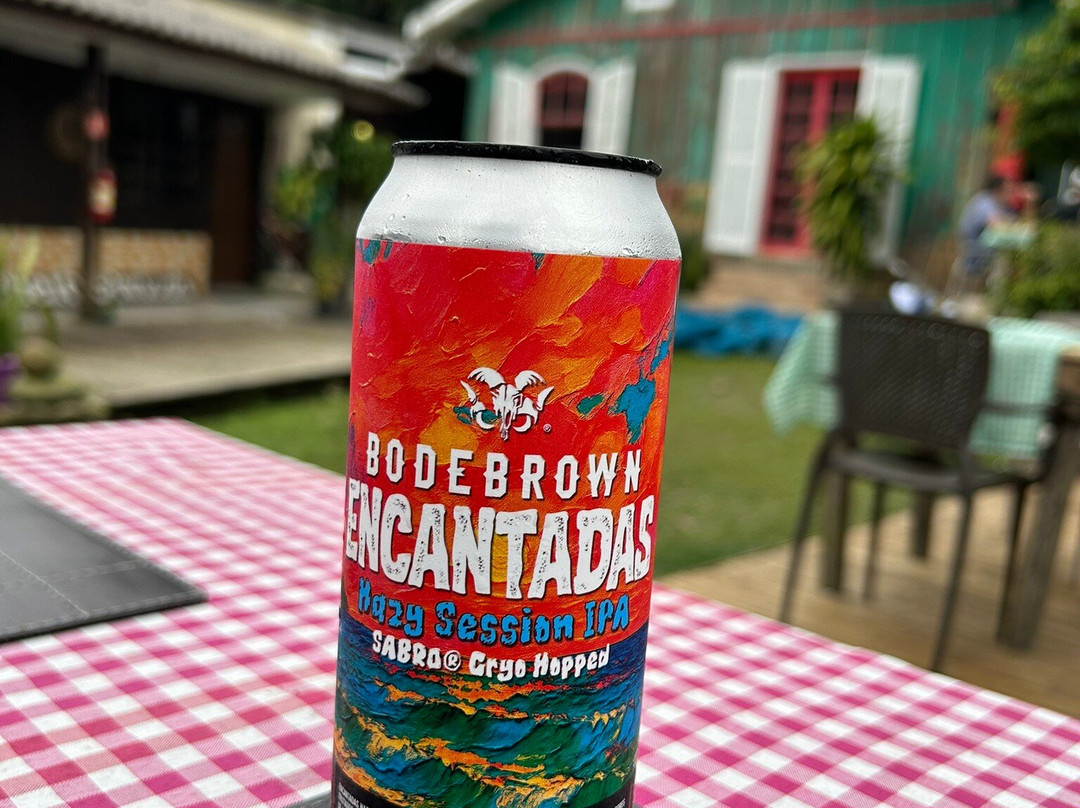 BODEBROWN
ENCANTADAS
Hazy Session IPA
SABRO® Cryo Hopped